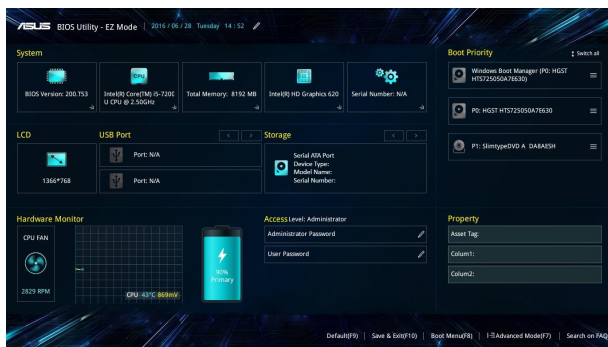 ASUS BIOS Utility - EZ Mode 2016/06/28 Tuesday 14:52
System
BIOS Version: 200.T53
Intel(R) Core(TM) i5-7200
U CPU @ 2.50GHz
Total Memory: 8192 MB
Intel(R) HD Graphics 620
Serial Number: N/A
Boot Priority
Switch all
Windows Boot Manager (P0: HGST
HTS725050A7E630)
P0: HGST HTS725050A7E630
P1: SlimtypeDVD A DA8AESH
LCD
1366*768
USB Port
< >
Port: N/A
Port: N/A
Storage
< >
Serial ATA Port
Device Type:
Model Name:
Serial Number:
Hardware Monitor
CPU FAN
2829 RPM
CPU 43°C 869mV
90%
Primary
Access Level: Administrator
Administrator Password
User Password
Property
Asset Tag:
Colum1:
Colum2:
Default(F9) | Save & Exit(F10) | Boot Menu(F8) | Advanced Mode(F7) | Search on FAQ